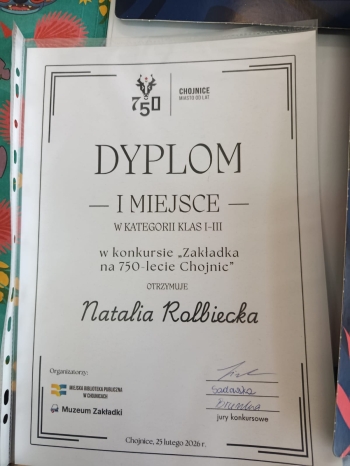 750
CHOJNICE
MIASTO OD LAT
DYPLOM
— I MIEJSCE —
W KATEGORII KLAS I-III
w konkursie „Zakładka
na 750-lecie Chojnic”
OTRZYMUJE
Natalia Rolbiecka
Organizatorzy:
MIEJSKA BIBLIOTEKA PUBLICZNA
W CHOJNICACH
Muzeum Zakładki
jury konkursowe
Chojnice, 25 lutego 2026 r.